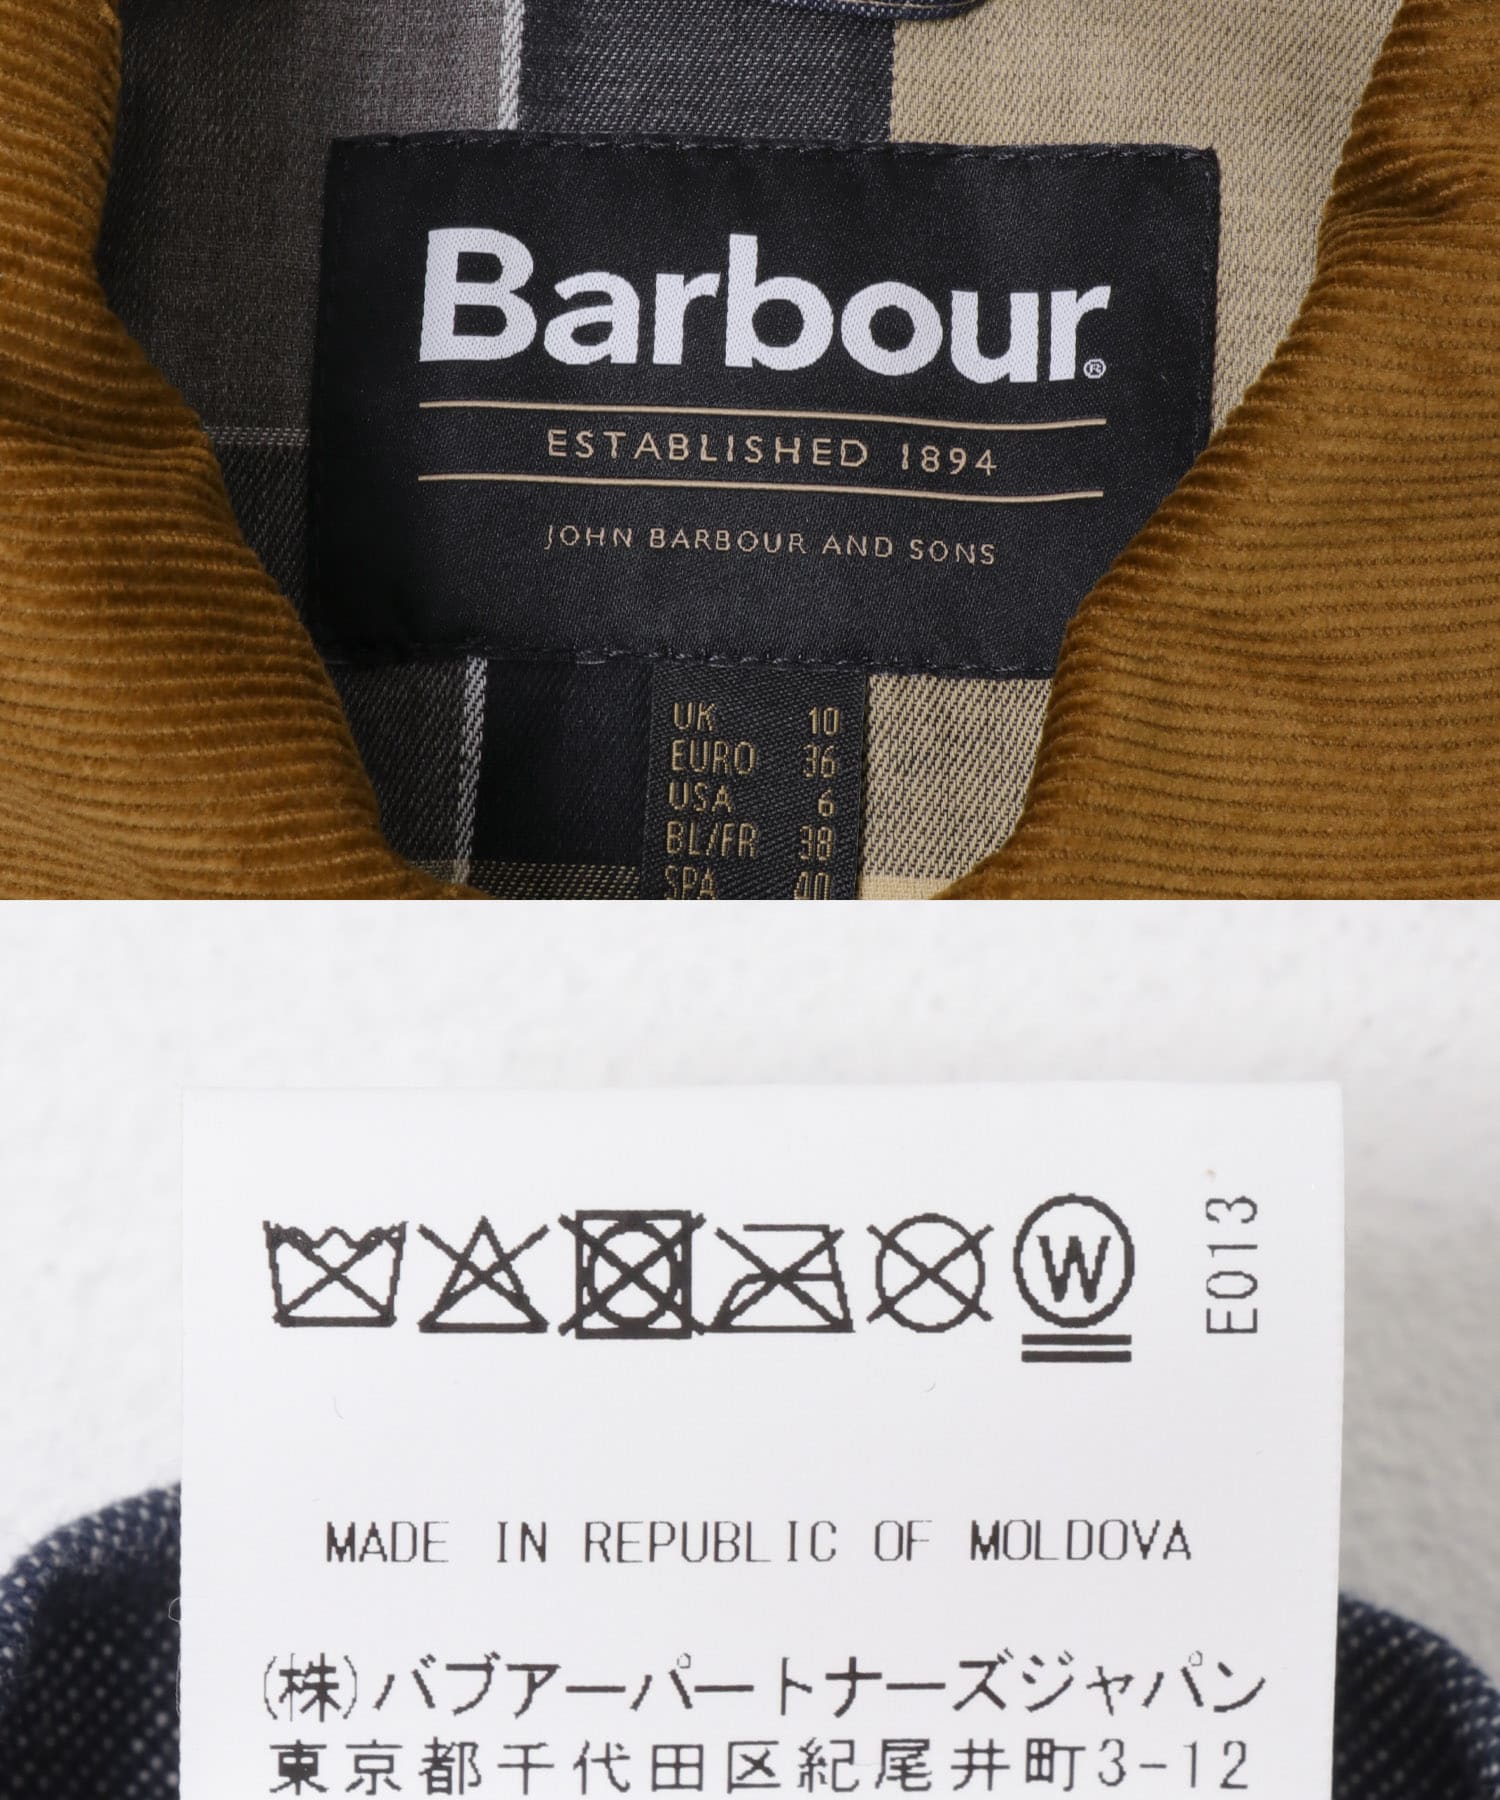 Barbour®
ESTABLISHED 1894
JOHN BARBOUR AND SONS
UK 10
EURO 36
USA 6
BL/FR 38
SPA 40
W
E013
MADE IN REPUBLIC OF MOLDOVA
(株)バブアーパートナーズジャパン
東京都千代田区紀尾井町3-12